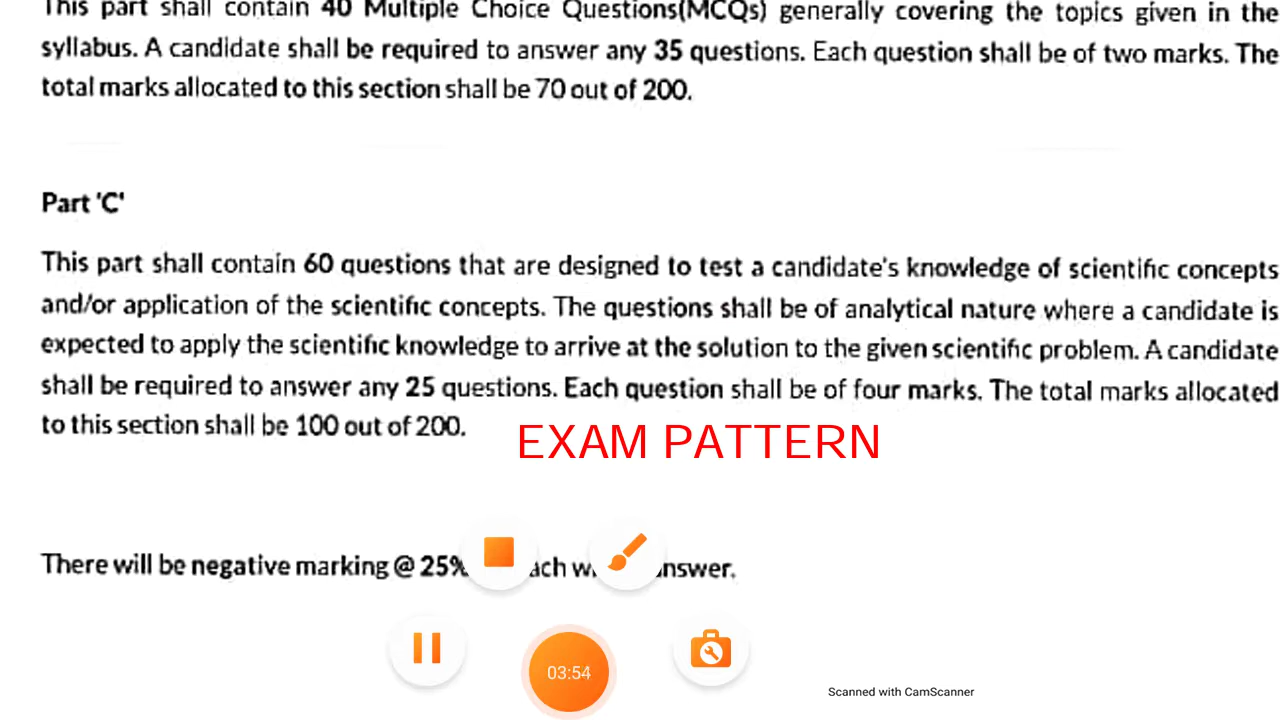 This part shall contain 40 Multiple Choice Questions(MCQs) generally covering the topics given in the
syllabus. A candidate shall be required to answer any 35 questions. Each question shall be of two marks. The
total marks allocated to this section shall be 70 out of 200.
Part 'C'
This part shall contain 60 questions that are designed to test a candidate's knowledge of scientific concepts
and/or application of the scientific concepts. The questions shall be of analytical nature where a candidate is
expected to apply the scientific knowledge to arrive at the solution to the given scientific problem. A candidate
shall be required to answer any 25 questions. Each question shall be of four marks. The total marks allocated
to this section shall be 100 out of 200.
EXAM PATTERN
There will be negative marking @ 25%
03:54
Scanned with CamScanner